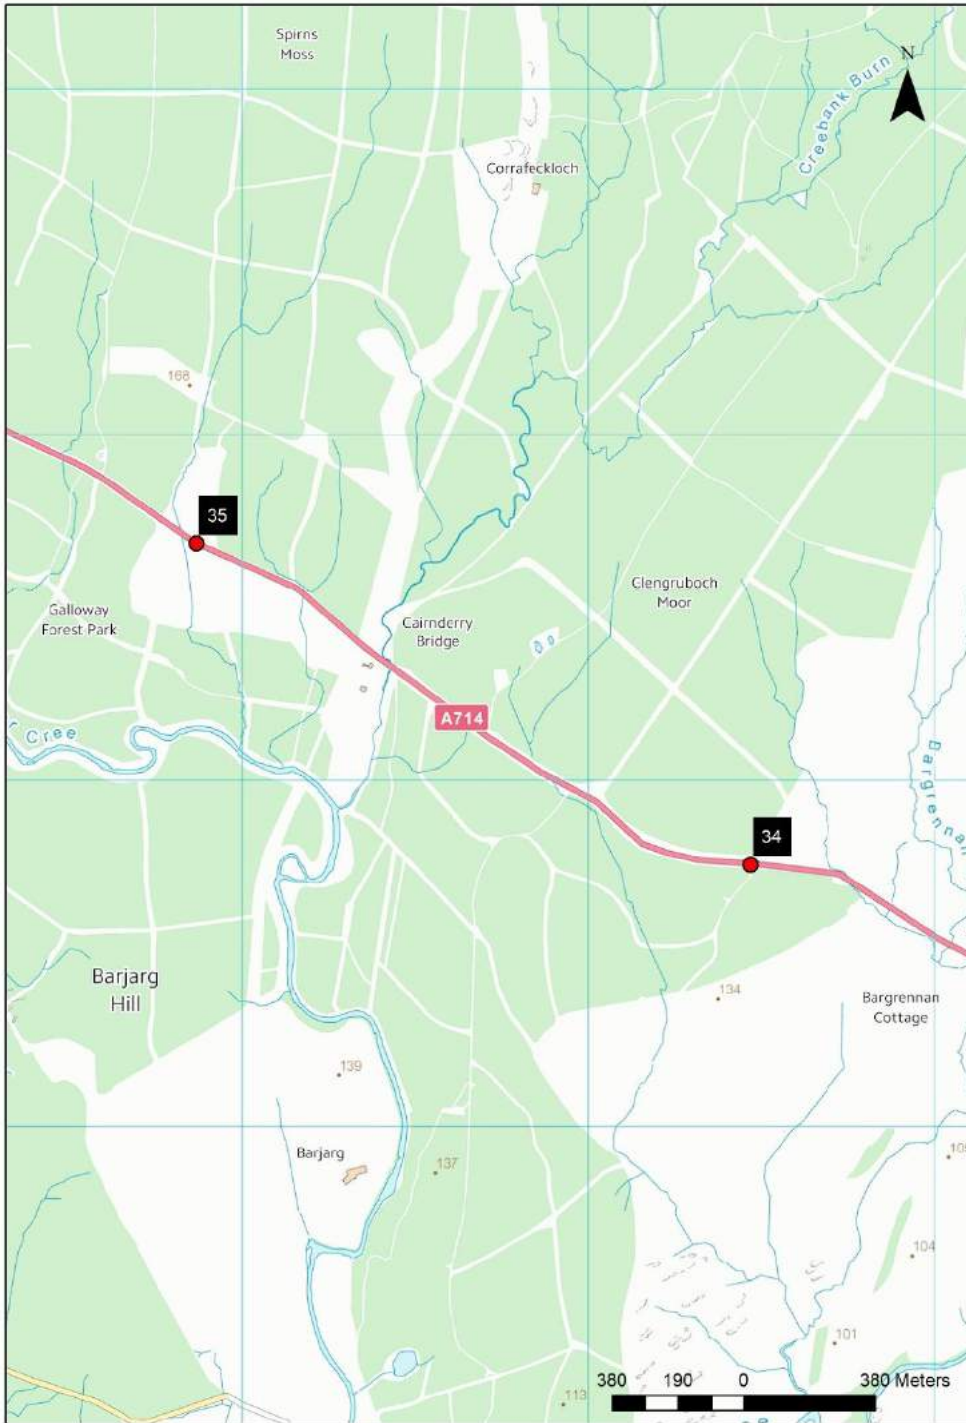 Spirns
Moss
N
Creebank Burn
Corrafeckloch
168
35
Clengruboch
Moor
Galloway
Forest Park
Cairnderry
Bridge
A714
Cree
Bargrennan
34
Barjarg
Hill
134
Bargrennan
Cottage
139
Barjarg
137
104
101
113
380 190 0 380 Meters